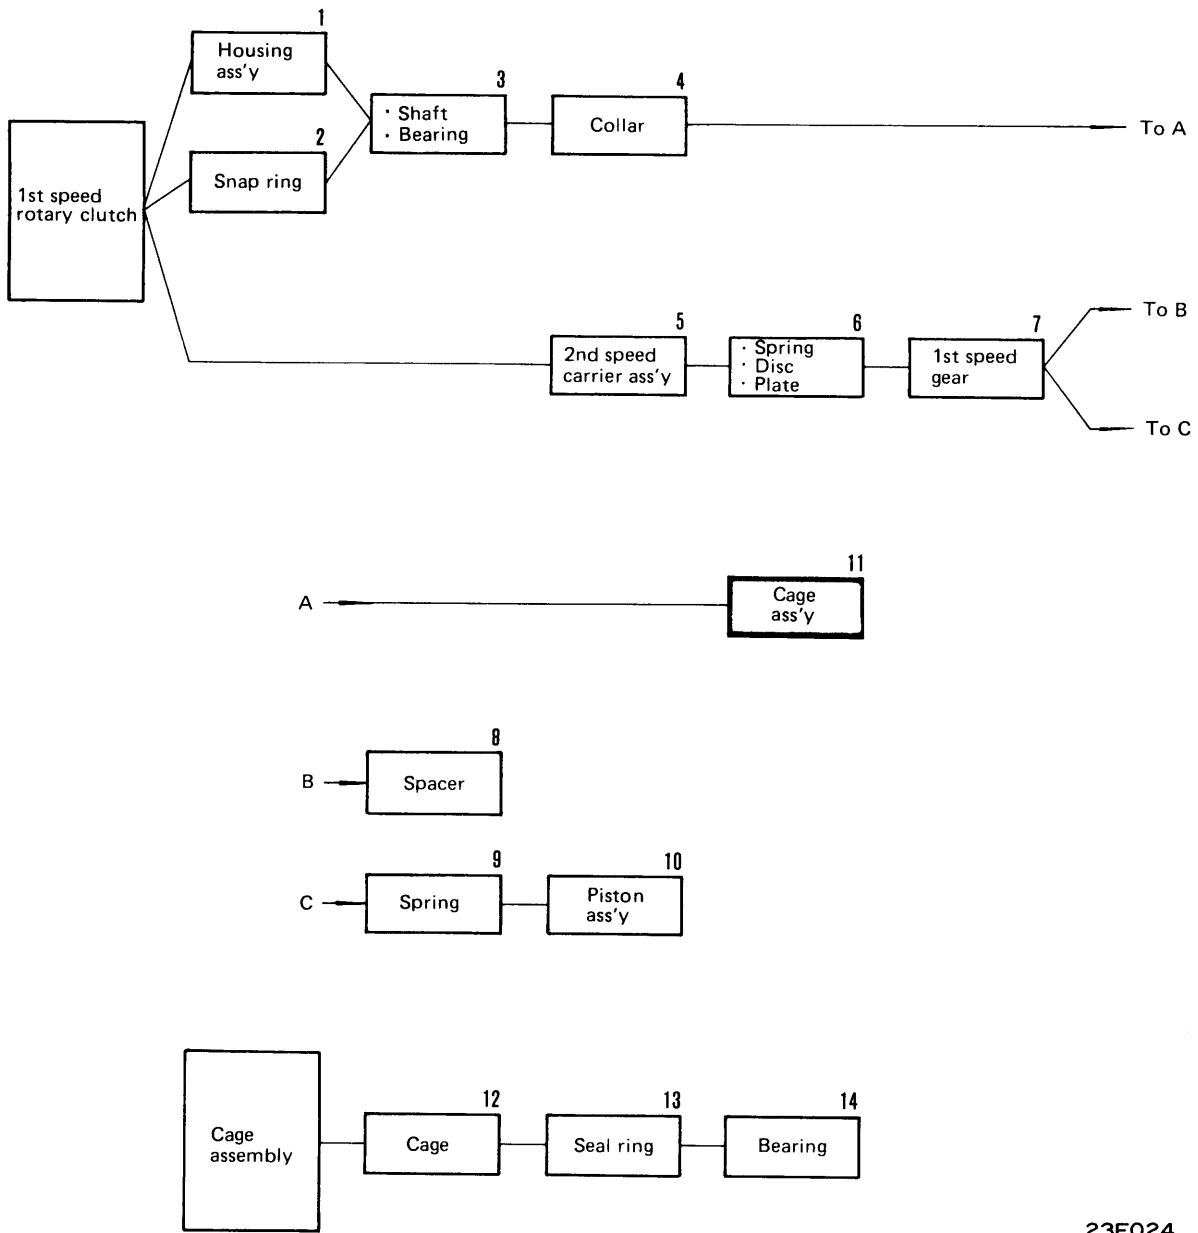 1
Housing
ass'y
2
Snap ring
3
· Shaft
· Bearing
4
Collar
To A
1st speed
rotary clutch
5
2nd speed
carrier ass'y
6
· Spring
· Disc
· Plate
7
1st speed
gear
To B
To C
A
11
Cage
ass'y
B
8
Spacer
C
9
Spring
10
Piston
ass'y
Cage
assembly
12
Cage
13
Seal ring
14
Bearing
23F024